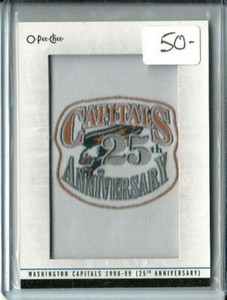 O-Pee-Chee
50-
CAPITALS
25th
ANNIVERSARY
WASHINGTON CAPITALS 1998-99 (25TH ANNIVERSARY)